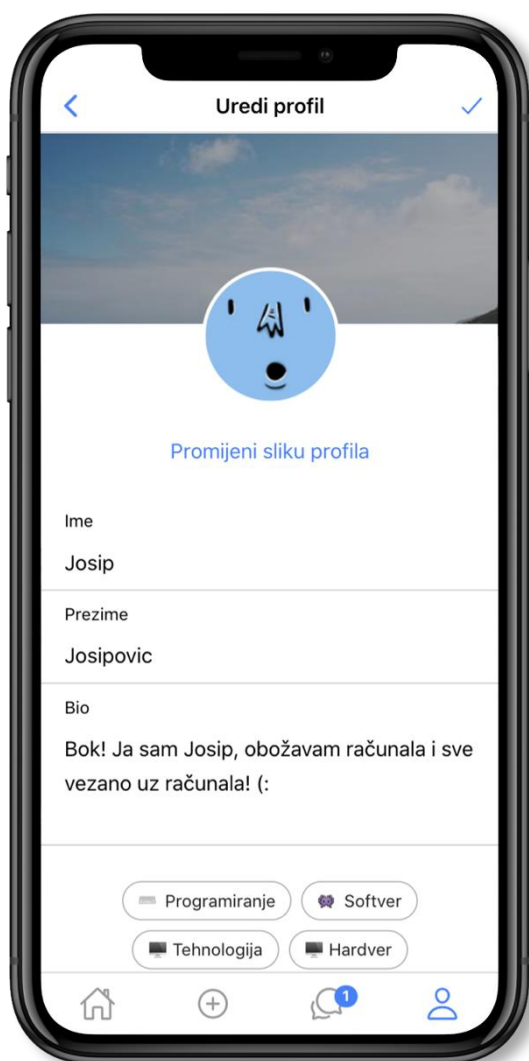 Uredi profil
Promijeni sliku profila
Ime
Josip
Prezime
Josipovic
Bio
Bok! Ja sam Josip, obožavam računala i sve
vezano uz računala! (:
Programiranje
Softver
Tehnologija
Hardver
1